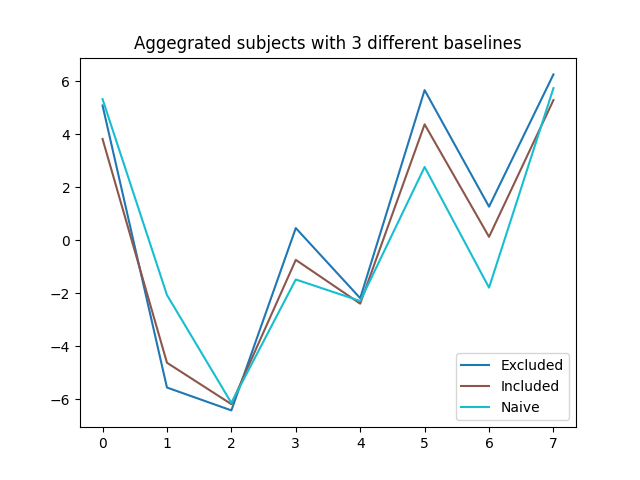 Aggegrated subjects with 3 different baselines
6
4
2
0
−2
−4
−6
0 1 2 3 4 5 6 7
Excluded
Included
Naive